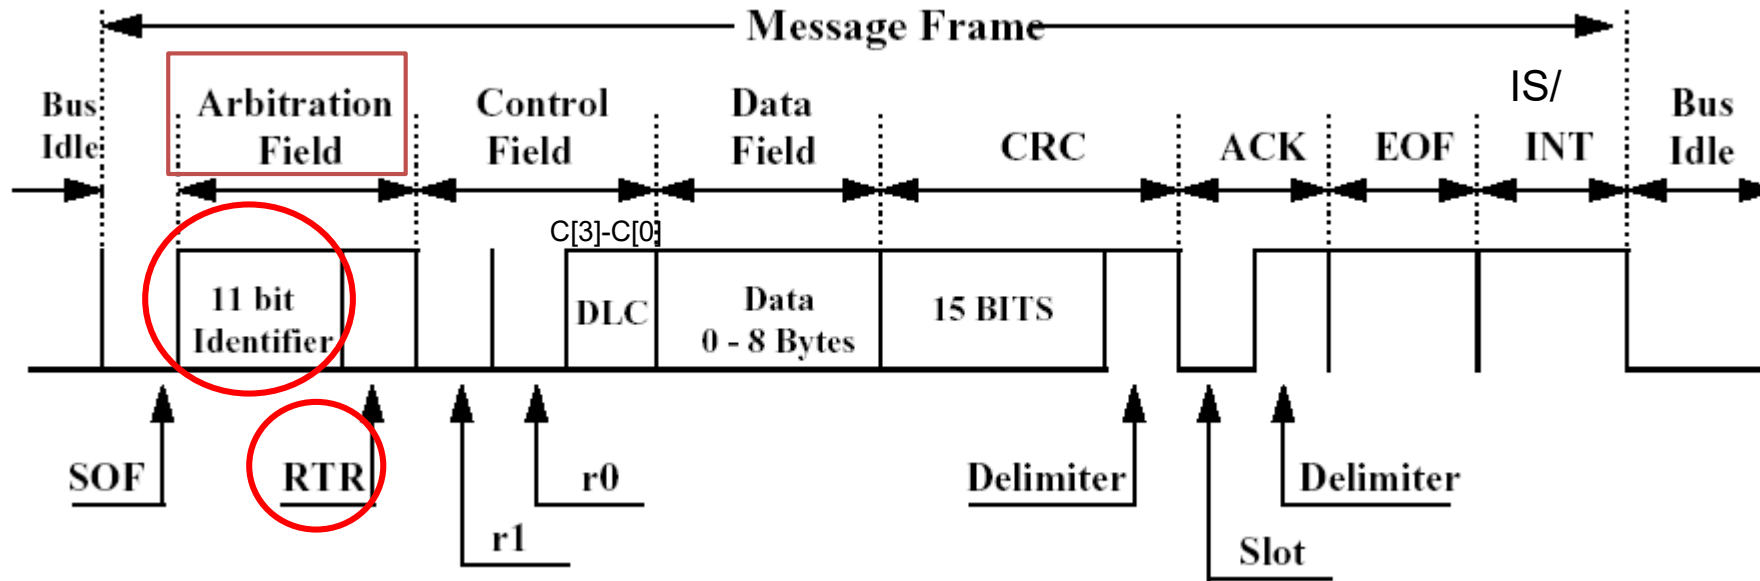 Message Frame
IS/
Bus
Idle
Arbitration
Field
Control
Field
Data
Field
CRC
ACK
EOF
INT
Bus
Idle
C[3]-C[0]
11 bit
Identifier
DLC
Data
0 - 8 Bytes
15 BITS
SOF
RTR
r0
r1
Delimiter
Delimiter
Slot